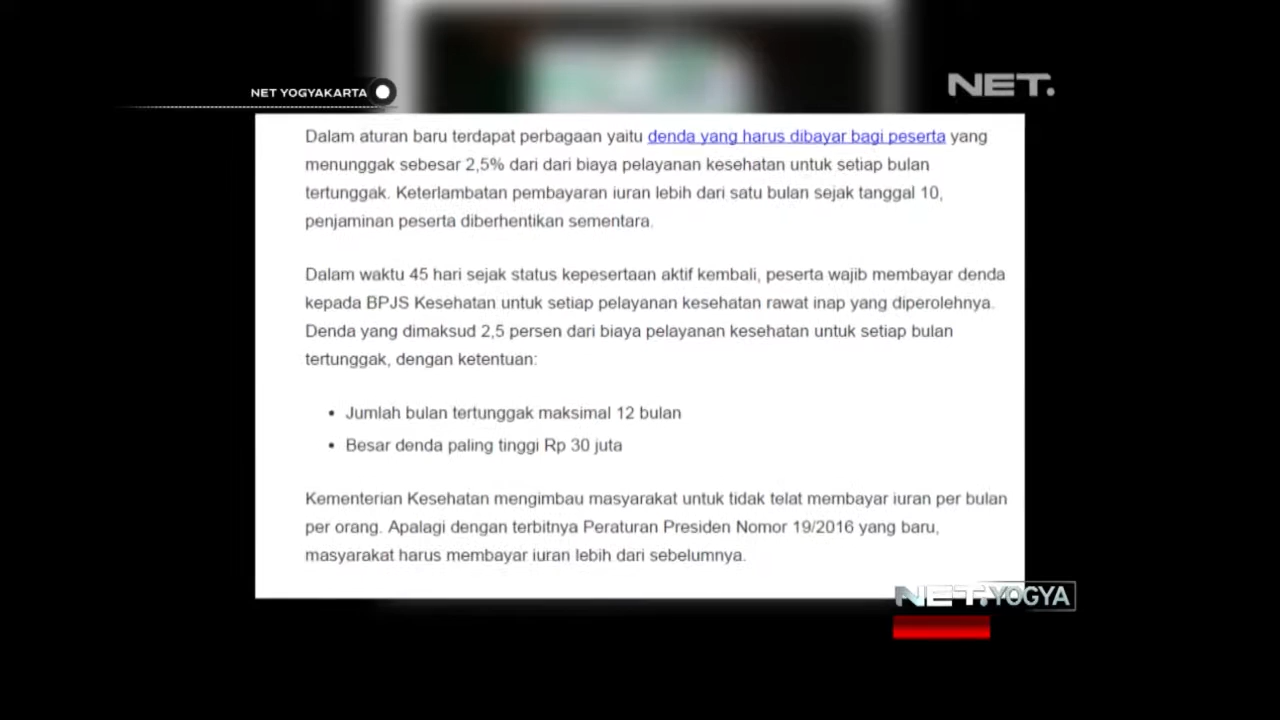 NET YOGYAKARTA
NET.
Dalam aturan baru terdapat perbagaan yaitu denda yang harus dibayar bagi peserta yang
menunggak sebesar 2,5% dari dari biaya pelayanan kesehatan untuk setiap bulan
tertunggak. Keterlambatan pembayaran iuran lebih dari satu bulan sejak tanggal 10,
penjaminan peserta diberhentikan sementara.
Dalam waktu 45 hari sejak status kepesertaan aktif kembali, peserta wajib membayar denda
kepada BPJS Kesehatan untuk setiap pelayanan kesehatan rawat inap yang diperolehnya.
Denda yang dimaksud 2,5 persen dari biaya pelayanan kesehatan untuk setiap bulan
tertunggak, dengan ketentuan:
• Jumlah bulan tertunggak maksimal 12 bulan
• Besar denda paling tinggi Rp 30 juta
Kementerian Kesehatan mengimbau masyarakat untuk tidak telat membayar iuran per bulan
per orang. Apalagi dengan terbitnya Peraturan Presiden Nomor 19/2016 yang baru,
masyarakat harus membayar iuran lebih dari sebelumnya.
NET.YOGYA